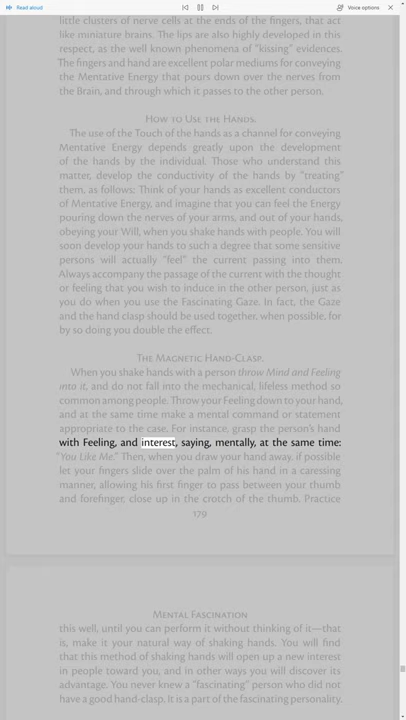 Read aloud
Voice options
little clusters of nerve cells at the ends of the fingers, that act
like miniature brains. The lips are also highly developed in this
respect, as the well known phenomena of "kissing" evidences.
The fingers and hand are excellent polar mediums for conveying
the Mentative Energy that pours down over the nerves from
the Brain, and through which it passes to the other person.
How to Use the Hands.
The use of the Touch of the hands as a channel for conveying
Mentative Energy depends greatly upon the development
of the hands by the individual. Those who understand this
matter, develop the conductivity of the hands by "treating"
them, as follows: Think of your hands as excellent conductors
of Mentative Energy, and imagine that you can feel the Energy
pouring down the nerves of your arms, and out of your hands,
obeying your Will, when you shake hands with people. You will
soon develop your hands to such a degree that some sensitive
persons will actually "feel" the current passing into them.
Always accompany the passage of the current with the thought
or feeling that you wish to induce in the other person, just as
you do when you use the Fascinating Gaze. In fact, the Gaze
and the hand clasp should be used together, when possible, for
by so doing you double the effect.
The Magnetic Hand-Clasp.
When you shake hands with a person throw Mind and Feeling
into it, and do not fall into the mechanical, lifeless method so
common among people. Throw your Feeling down to your hand,
and at the same time make a mental command or statement
appropriate to the case. For instance, grasp the person's hand
with Feeling, and interest, saying, mentally, at the same time:
"You Like Me." Then, when you draw your hand away, if possible
let your fingers slide over the palm of his hand in a caressing
manner, allowing his first finger to pass between your thumb
and forefinger, close up in the crotch of the thumb. Practice
179
Mental Fascination
this well, until you can perform it without thinking of it—that
is, make it your natural way of shaking hands. You will find
that this method of shaking hands will open up a new interest
in people toward you, and in other ways you will discover its
advantage. You never knew a "fascinating" person who did not
have a good hand-clasp. It is a part of the fascinating personality.